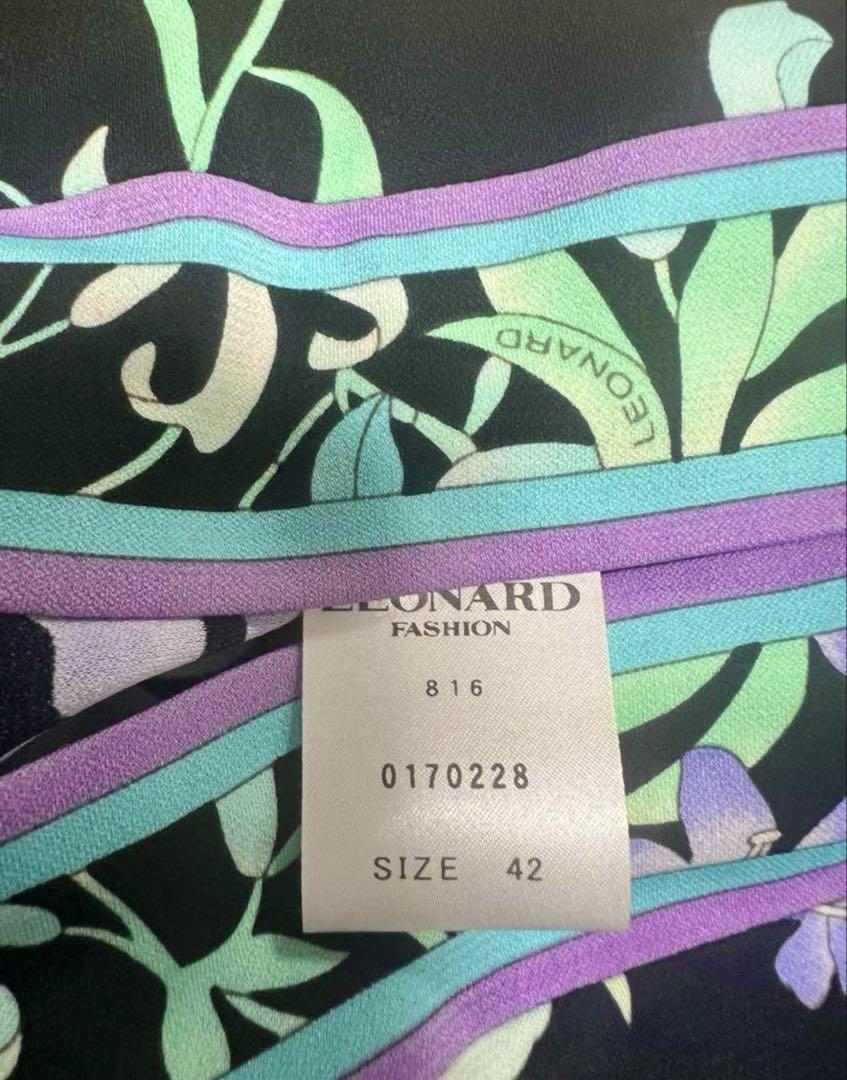 LEONARD
LEONARD
FASHION
816
0170228
SIZE 42